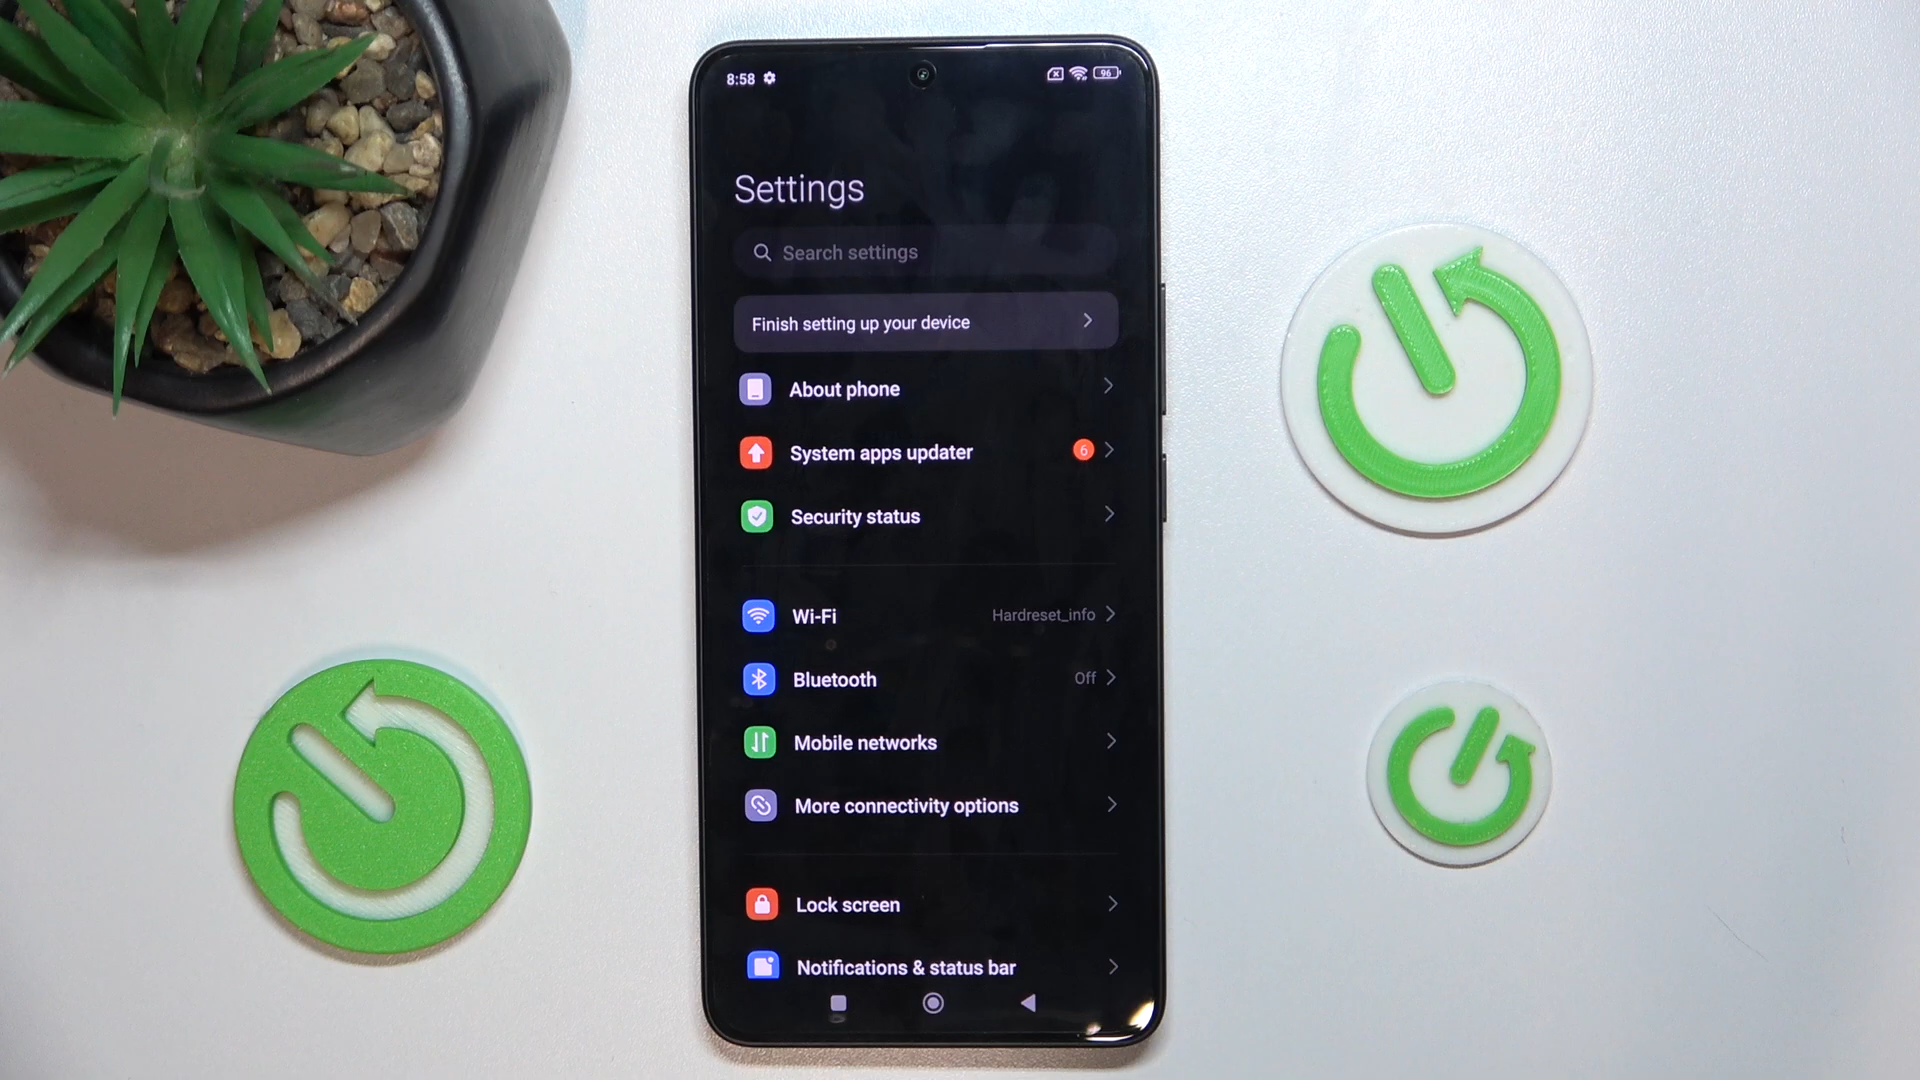 8:58
96
Settings
Search settings
Finish setting up your device
About phone
System apps updater 6
Security status
Wi-Fi Hardreset_info
Bluetooth Off
Mobile networks
More connectivity options
Lock screen
Notifications & status bar